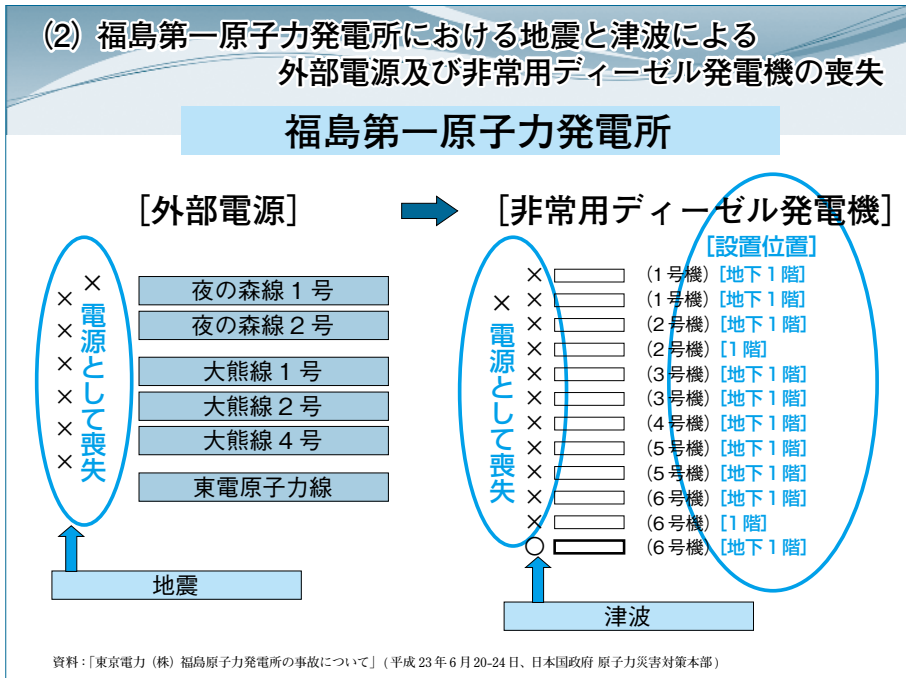 (2) 福島第一原子力発電所における地震と津波による
外部電源及び非常用ディーゼル発電機の喪失
福島第一原子力発電所
[外部電源]
[非常用ディーゼル発電機]
[設置位置]
× 電源として喪失
×
×
×
×
×
×
夜の森線1号
夜の森線2号
大熊線1号
大熊線2号
大熊線4号
東電原子力線
地震
× 電源として喪失
× (1号機) [地下1階]
× (1号機) [地下1階]
× (2号機) [地下1階]
× (2号機) [1階]
× (3号機) [地下1階]
× (3号機) [地下1階]
× (4号機) [地下1階]
× (5号機) [地下1階]
× (5号機) [地下1階]
× (6号機) [地下1階]
× (6号機) [1階]
○ (6号機) [地下1階]
津波
資料:「東京電力(株)福島原子力発電所の事故について」(平成23年6月20-24日、日本国政府 原子力災害対策本部)